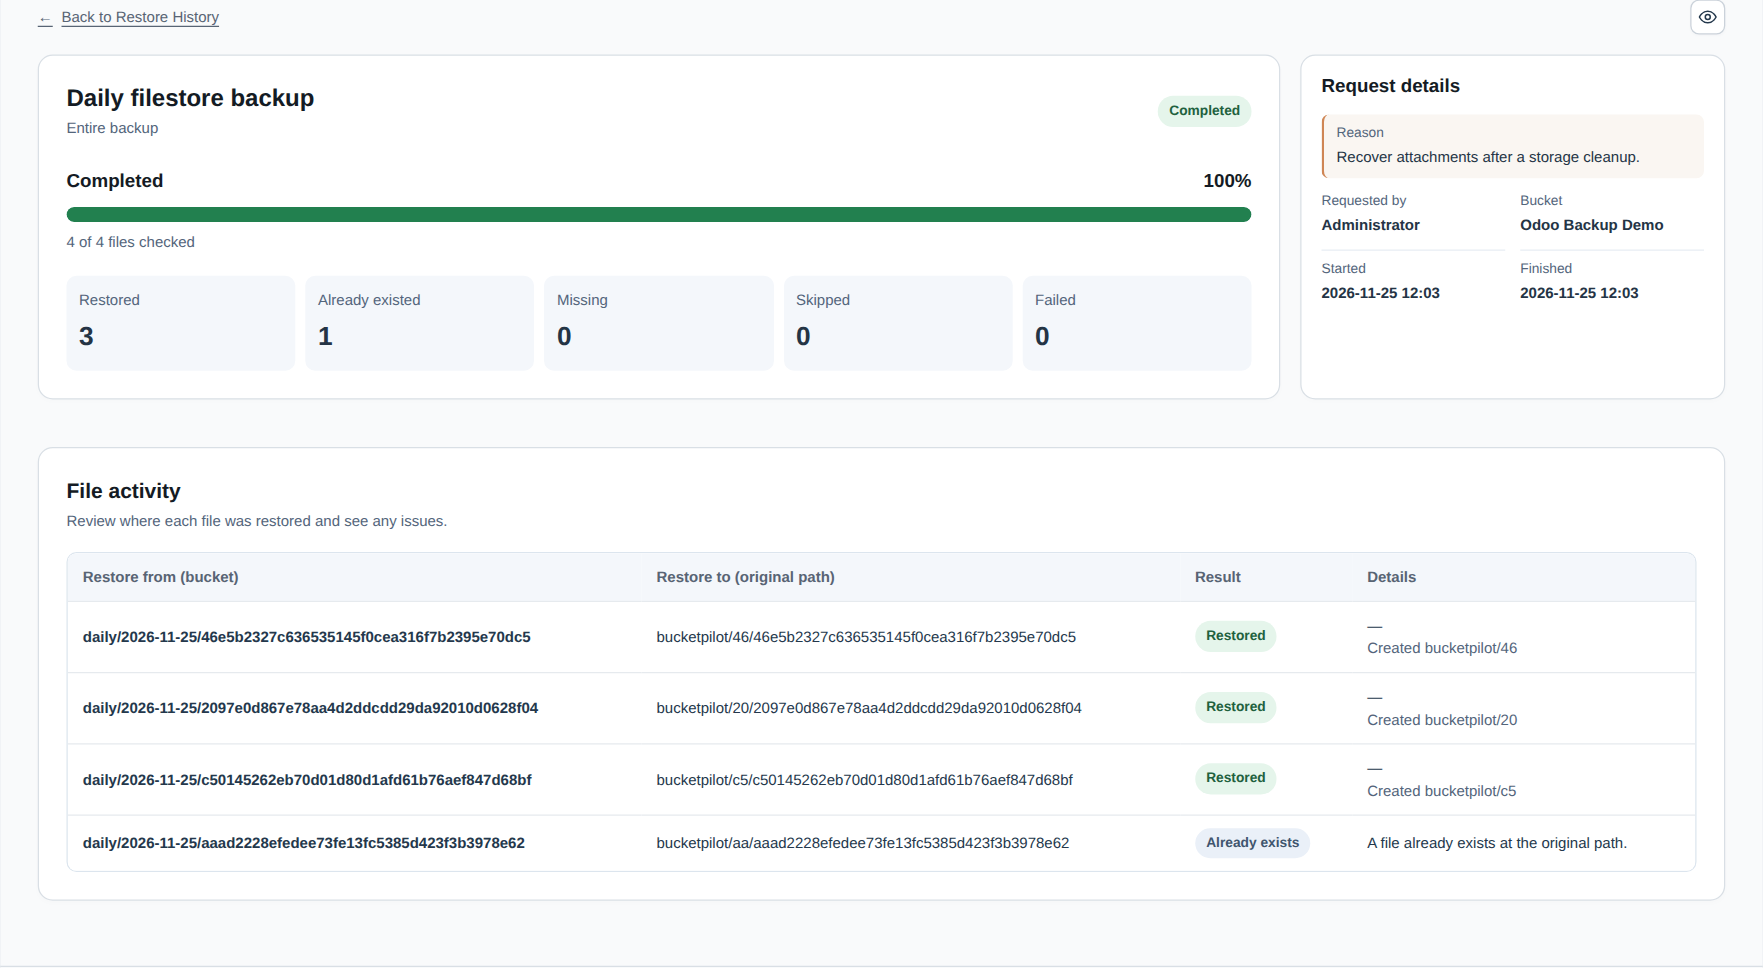 ← Back to Restore History
Daily filestore backup
Entire backup
Completed
Completed
100%
4 of 4 files checked
Restored
3
Already existed
1
Missing
0
Skipped
0
Failed
0
Request details
Reason
Recover attachments after a storage cleanup.
Requested by
Administrator
Bucket
Odoo Backup Demo
Started
2026-11-25 12:03
Finished
2026-11-25 12:03
File activity
Review where each file was restored and see any issues.
Restore from (bucket) Restore to (original path) Result Details
daily/2026-11-25/46e5b2327c636535145f0cea316f7b2395e70dc5 bucketpilot/46/46e5b2327c636535145f0cea316f7b2395e70dc5 Restored —
Created bucketpilot/46
daily/2026-11-25/2097e0d867e78aa4d2ddcdd29da92010d0628f04 bucketpilot/20/2097e0d867e78aa4d2ddcdd29da92010d0628f04 Restored —
Created bucketpilot/20
daily/2026-11-25/c50145262eb70d01d80d1afd61b76aef847d68bf bucketpilot/c5/c50145262eb70d01d80d1afd61b76aef847d68bf Restored —
Created bucketpilot/c5
daily/2026-11-25/aaad2228efedee73fe13fc5385d423f3b3978e62 bucketpilot/aa/aaad2228efedee73fe13fc5385d423f3b3978e62 Already exists A file already exists at the original path.